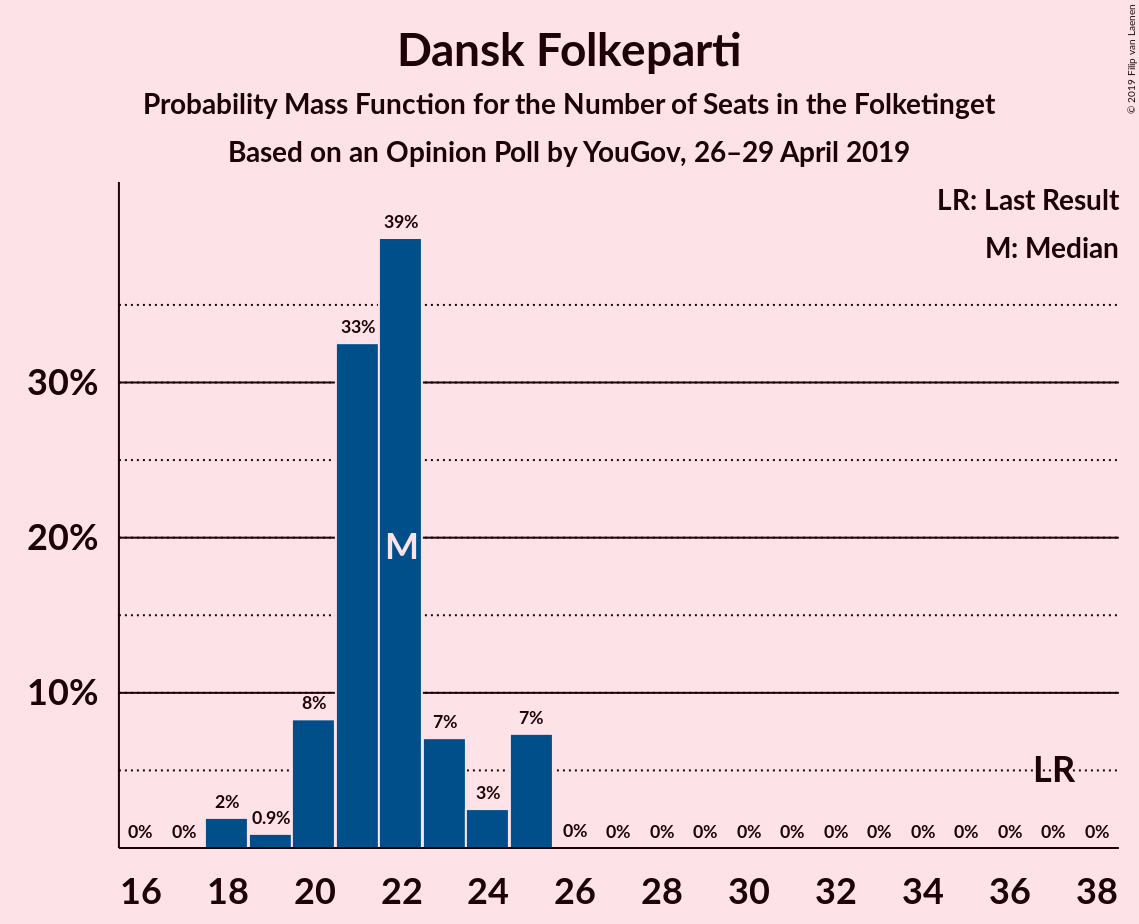 Dansk Folkeparti
Probability Mass Function for the Number of Seats in the Folketinget
Based on an Opinion Poll by YouGov, 26–29 April 2019
© 2019 Filip van Laenen
LR: Last Result
M: Median
39%
33%
30%
20%
M
10%
8%
7%
7%
LR
3%
2%
0.9%
0% 0% 0% 0% 0% 0% 0% 0% 0% 0% 0% 0% 0% 0% 0%
16 18 20 22 24 26 28 30 32 34 36 38